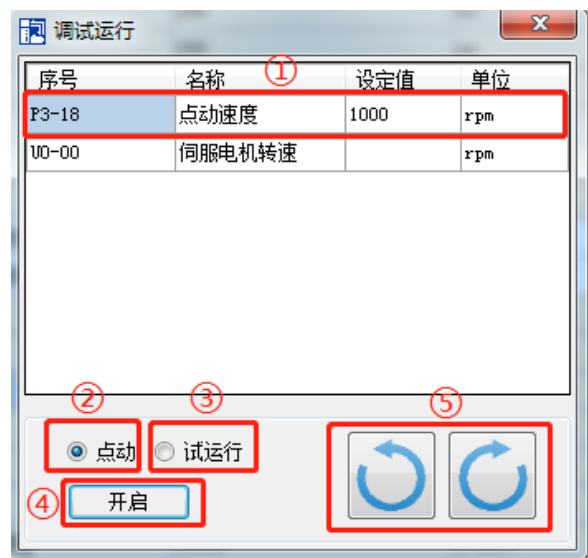 调试运行
序号 名称 ① 设定值 单位
P3-18 点动速度 1000 rpm
U0-00 伺服电机转速 rpm
② ③ ⑤
点动 试运行
④ 开启